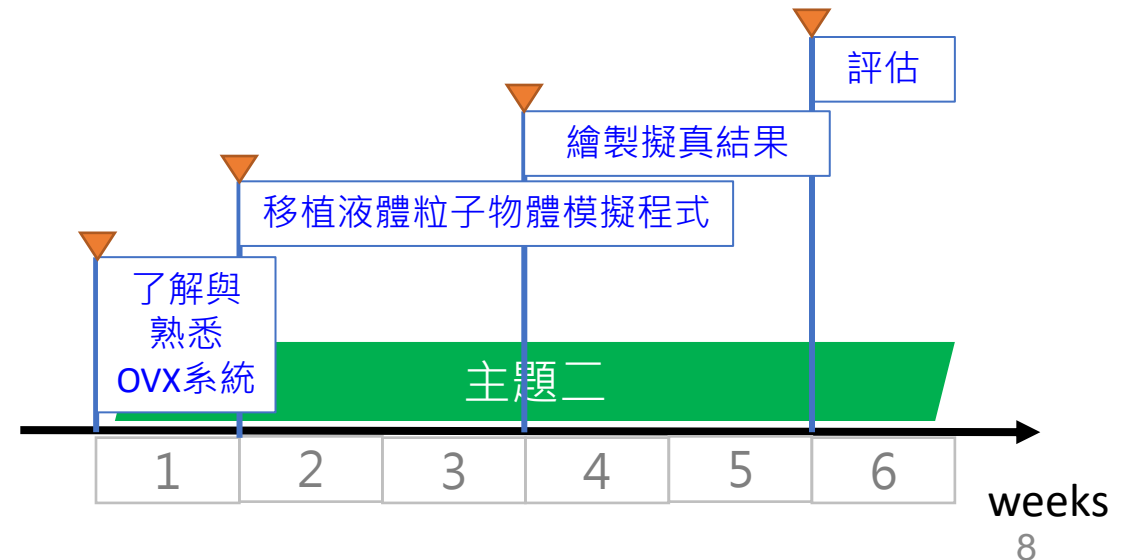 評估
繪製擬真結果
移植液體粒子物體模擬程式
了解與
熟悉
OVX系統
主題二
1 2 3 4 5 6
weeks
8